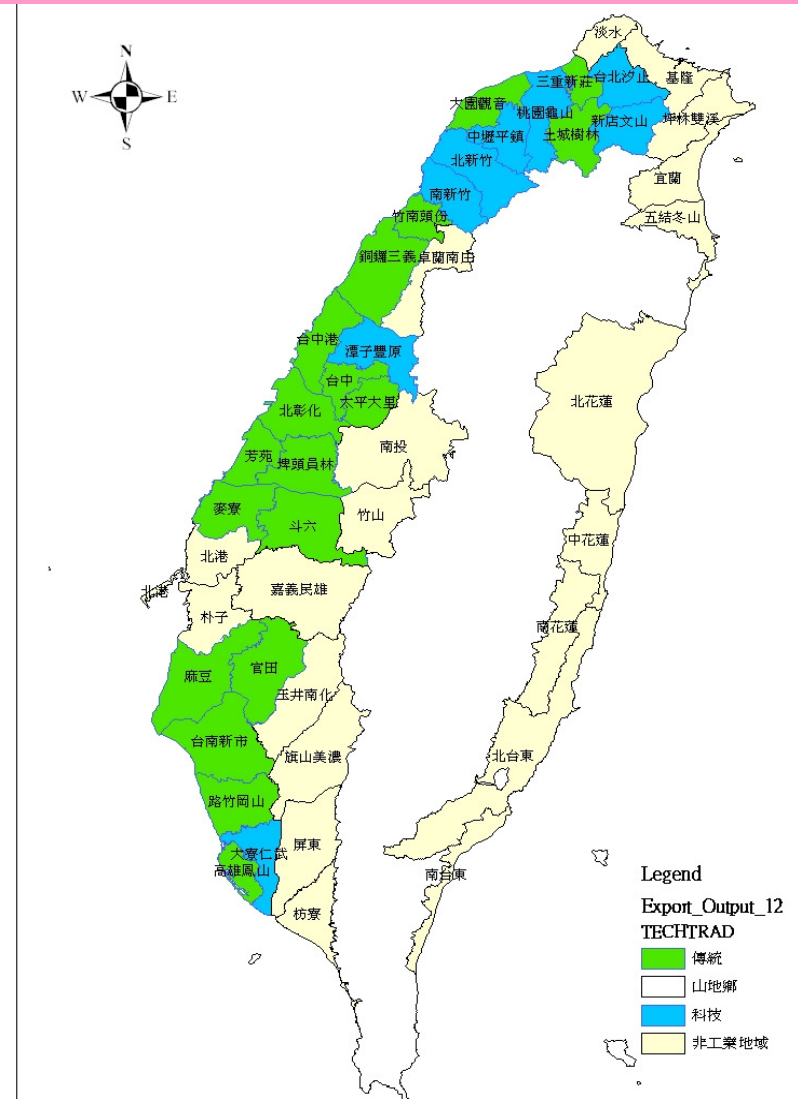 N
W
E
S
淡水
基隆
台北汐止
三重新莊
大園觀音
桃園龜山
新店文山
坪林雙溪
中壢平鎮
土城樹林
北新竹
宜蘭
南新竹
五結冬山
竹南頭份
銅鑼三義
卓蘭南庄
台中港
潭子豐原
台中
太平大里
北彰化
北花蓮
南投
芳苑
埤頭員林
麥寮
竹山
斗六
中花蓮
北港
嘉義民雄
北港
朴子
南花蓮
官田
麻豆
玉井南化
台南新市
旗山美濃
北台東
路竹岡山
屏東
大寮仁武
高雄鳳山
南台東
枋寮
Legend
Export_Output_12
TECHTRAD
傳統
山地鄉
科技
非工業地域